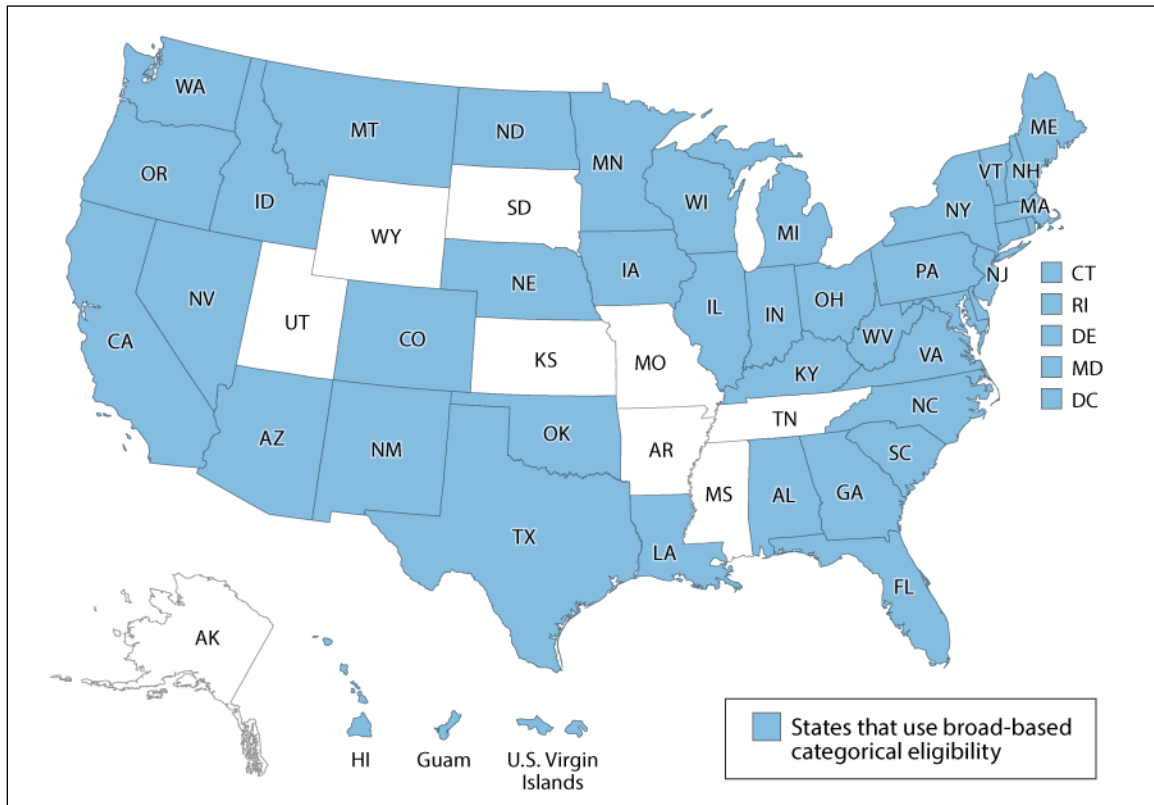 WA
MT
ND
MN
ME
VT
NH
OR
ID
SD
WI
NY
MA
WY
MI
IA
PA
NE
NJ
CT
NV
UT
CO
IL
IN
OH
RI
WV
DE
CA
KS
MO
VA
KY
MD
DC
NC
TN
AZ
NM
OK
AR
SC
MS
AL
GA
TX
LA
FL
AK
HI
Guam
U.S. Virgin
Islands
States that use broad-based
categorical eligibility